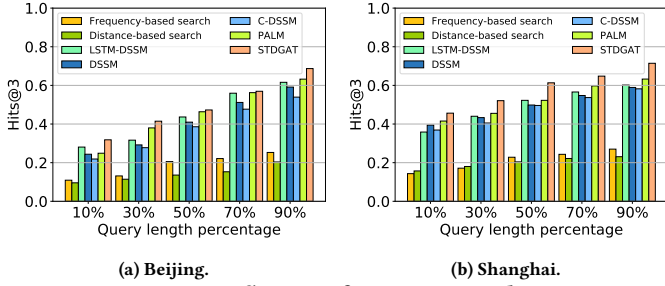 Frequency-based search
Distance-based search
LSTM-DSSM
DSSM
C-DSSM
PALM
STDGAT
Hits@3
1.0
0.8
0.6
0.4
0.2
0.0
10% 30% 50% 70% 90%
Query length percentage
(a) Beijing.
Frequency-based search
Distance-based search
LSTM-DSSM
DSSM
C-DSSM
PALM
STDGAT
Hits@3
1.0
0.8
0.6
0.4
0.2
0.0
10% 30% 50% 70% 90%
Query length percentage
(b) Shanghai.